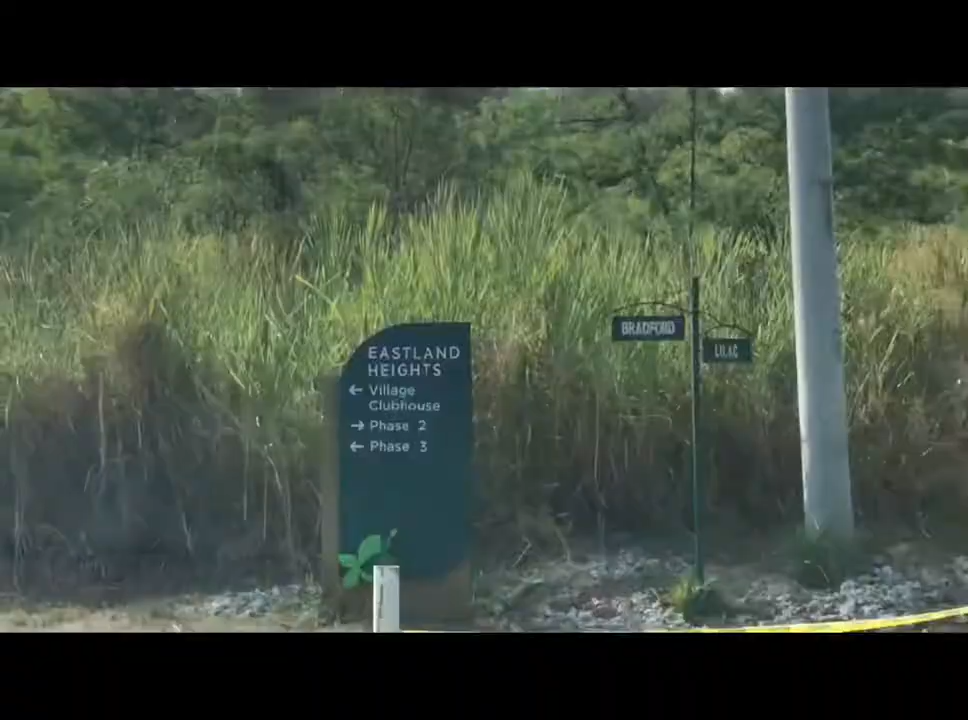 EASTLAND
HEIGHTS
← Village
Clubhouse
→ Phase 2
← Phase 3
BRADFORD
LILAC